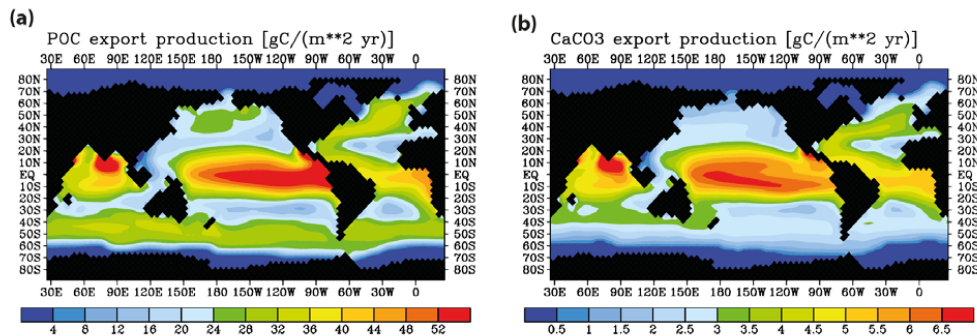 (a)
POC export production [gC/(m**2 yr)]
30E 60E 90E 120E 150E 180 150W 120W 90W 60W 30W 0
80N 80N
70N 70N
60N 60N
50N 50N
40N 40N
30N 30N
20N 20N
10N 10N
EQ EQ
10S 10S
20S 20S
30S 30S
40S 40S
50S 50S
60S 60S
70S 70S
80S 80S
30E 60E 90E 120E 150E 180 150W 120W 90W 60W 30W 0
4 8 12 16 20 24 28 32 36 40 44 48 52
(b)
CaCO3 export production [gC/(m**2 yr)]
30E 60E 90E 120E 150E 180 150W 120W 90W 60W 30W 0
80N 80N
70N 70N
60N 60N
50N 50N
40N 40N
30N 30N
20N 20N
10N 10N
EQ EQ
10S 10S
20S 20S
30S 30S
40S 40S
50S 50S
60S 60S
70S 70S
80S 80S
30E 60E 90E 120E 150E 180 150W 120W 90W 60W 30W 0
0.5 1 1.5 2 2.5 3 3.5 4 4.5 5 5.5 6 6.5